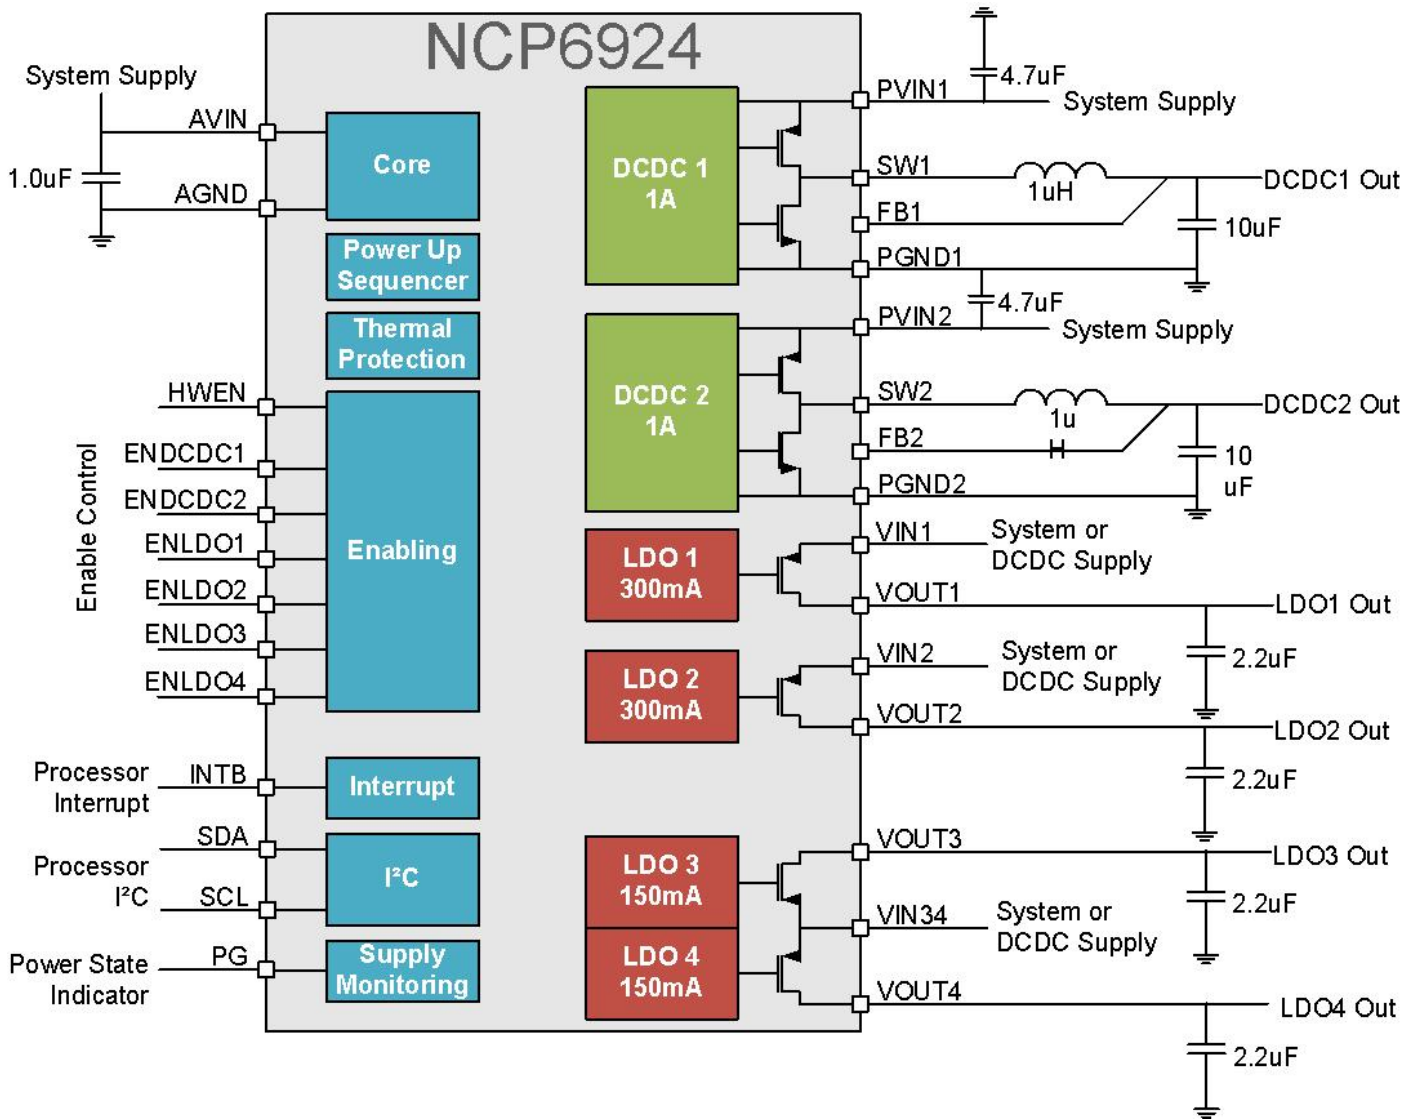 NCP6924
System Supply
AVIN
1.0uF
AGND
Core
Power Up
Sequencer
Thermal
Protection
HWEN
ENDCDC1
ENDCDC2
ENLDO1
ENLDO2
ENLDO3
ENLDO4
Enable Control
Enabling
Processor
Interrupt
INTB
Interrupt
SDA
Processor
I²C
SCL
I²C
Power State
Indicator
PG
Supply
Monitoring
DCDC 1
1A
PVIN1
4.7uF
System Supply
SW1
1uH
DCDC1 Out
FB1
10uF
PGND1
4.7uF
DCDC 2
1A
PVIN2
System Supply
SW2
1u
H
DCDC2 Out
FB2
10
uF
PGND2
LDO 1
300mA
VIN1
System or
DCDC Supply
VOUT1
LDO1 Out
2.2uF
LDO 2
300mA
VIN2
System or
DCDC Supply
VOUT2
LDO2 Out
2.2uF
LDO 3
150mA
VOUT3
LDO3 Out
2.2uF
VIN34
System or
DCDC Supply
LDO 4
150mA
VOUT4
LDO4 Out
2.2uF